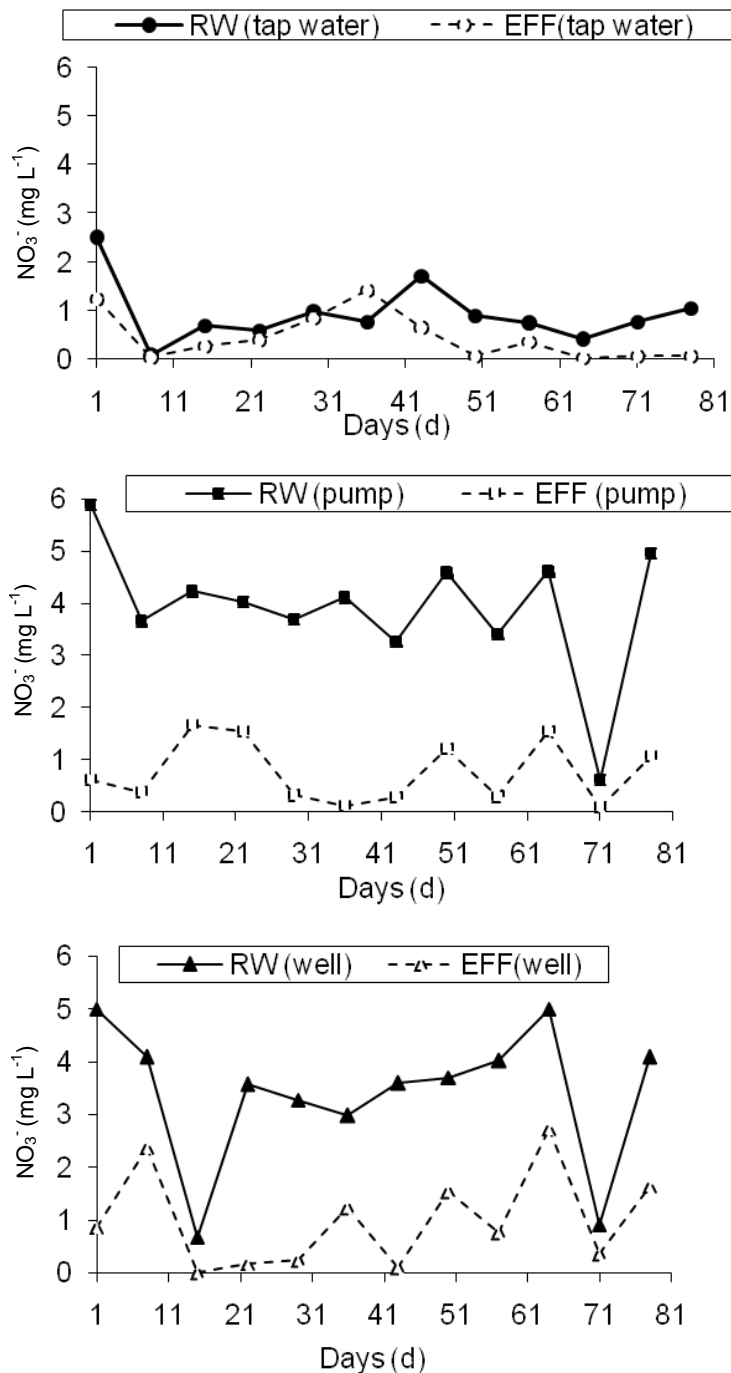 RW (tap water) EFF(tap water)
6
5
4
3
2
1
0
NO₃⁻ (mg L⁻¹)
1 11 21 31 41 51 61 71 81
Days (d)
RW (pump) EFF (pump)
6
5
4
3
2
1
0
NO₃⁻ (mg L⁻¹)
1 11 21 31 41 51 61 71 81
Days (d)
RW (well) EFF(well)
6
5
4
3
2
1
0
NO₃⁻ (mg L⁻¹)
1 11 21 31 41 51 61 71 81
Days (d)